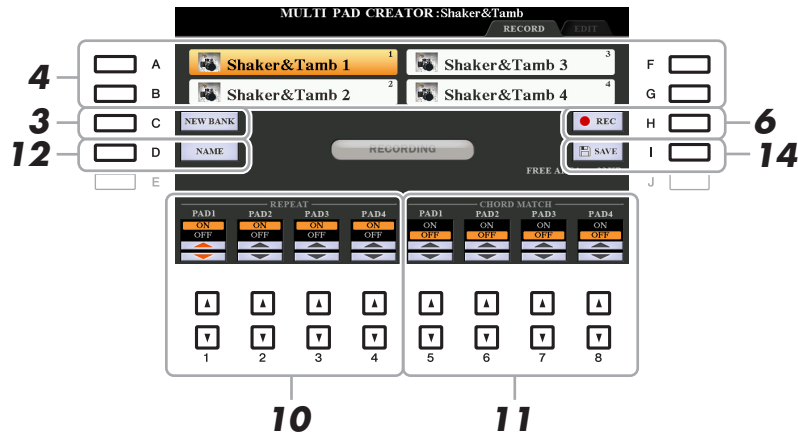 MULTI PAD CREATOR :Shaker&Tamb
RECORD EDIT
4 A Shaker&Tamb 1 1 Shaker&Tamb 3 3 F
B Shaker&Tamb 2 2 Shaker&Tamb 4 4 G
3 C NEW BANK REC H 6
12 D NAME RECORDING SAVE I 14
FREE
E J
REPEAT CHORD MATCH
PAD1 PAD2 PAD3 PAD4 PAD1 PAD2 PAD3 PAD4
ON ON ON ON ON ON ON ON
OFF OFF OFF OFF OFF OFF OFF OFF
1 2 3 4 5 6 7 8
10 11